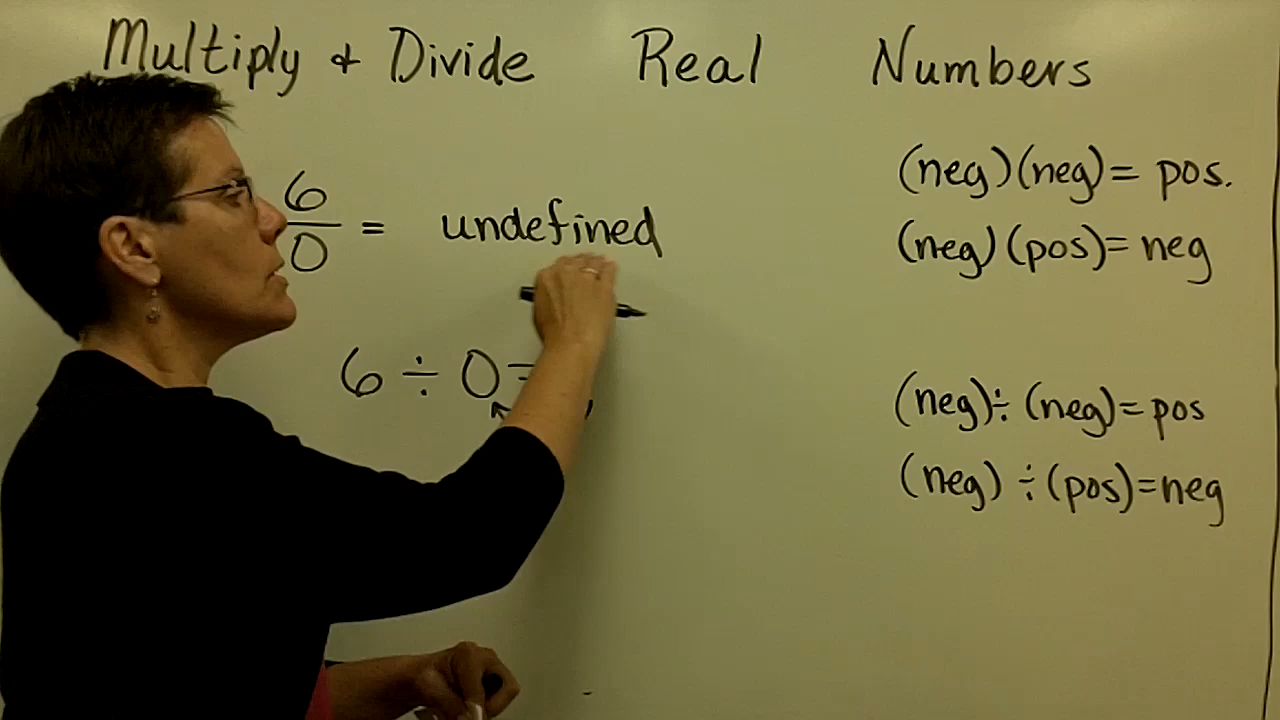 Multiply + Divide Real Numbers
6/0 = undefined
6 ÷ 0 =
(neg)(neg) = pos.
(neg)(pos) = neg
(neg) ÷ (neg) = pos
(neg) ÷ (pos) = neg